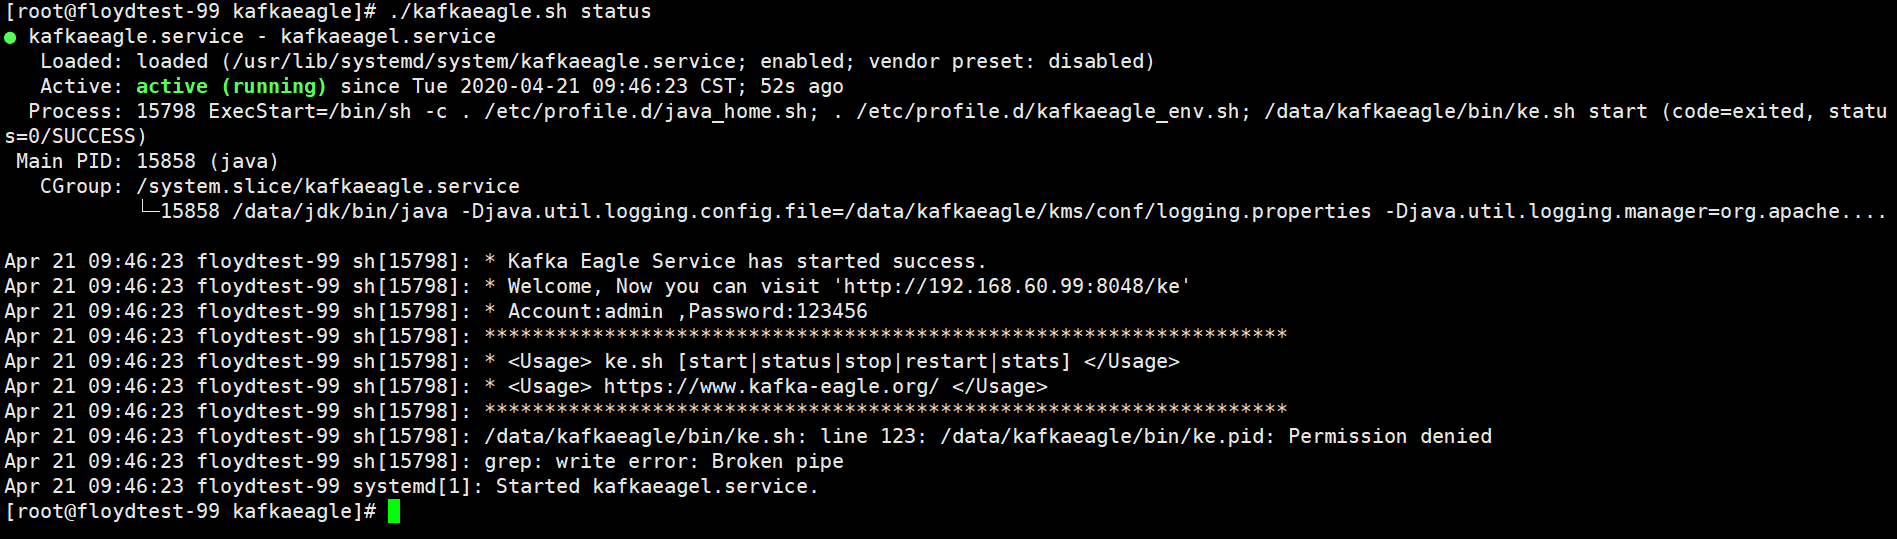 [root@floydtest-99 kafkaeagle]# ./kafkaeagle.sh status
● kafkaeagle.service - kafkaeagel.service
   Loaded: loaded (/usr/lib/systemd/system/kafkaeagle.service; enabled; vendor preset: disabled)
   Active: active (running) since Tue 2020-04-21 09:46:23 CST; 52s ago
  Process: 15798 ExecStart=/bin/sh -c . /etc/profile.d/java_home.sh; . /etc/profile.d/kafkaeagle_env.sh; /data/kafkaeagle/bin/ke.sh start (code=exited, statu
s=0/SUCCESS)
 Main PID: 15858 (java)
   CGroup: /system.slice/kafkaeagle.service
           └─15858 /data/jdk/bin/java -Djava.util.logging.config.file=/data/kafkaeagle/kms/conf/logging.properties -Djava.util.logging.manager=org.apache....

Apr 21 09:46:23 floydtest-99 sh[15798]: * Kafka Eagle Service has started success.
Apr 21 09:46:23 floydtest-99 sh[15798]: * Welcome, Now you can visit 'http://192.168.60.99:8048/ke'
Apr 21 09:46:23 floydtest-99 sh[15798]: * Account:admin ,Password:123456
Apr 21 09:46:23 floydtest-99 sh[15798]: *******************************************************************
Apr 21 09:46:23 floydtest-99 sh[15798]: * <Usage> ke.sh [start|status|stop|restart|stats] </Usage>
Apr 21 09:46:23 floydtest-99 sh[15798]: * <Usage> https://www.kafka-eagle.org/ </Usage>
Apr 21 09:46:23 floydtest-99 sh[15798]: *******************************************************************
Apr 21 09:46:23 floydtest-99 sh[15798]: /data/kafkaeagle/bin/ke.sh: line 123: /data/kafkaeagle/bin/ke.pid: Permission denied
Apr 21 09:46:23 floydtest-99 sh[15798]: grep: write error: Broken pipe
Apr 21 09:46:23 floydtest-99 systemd[1]: Started kafkaeagel.service.
[root@floydtest-99 kafkaeagle]#